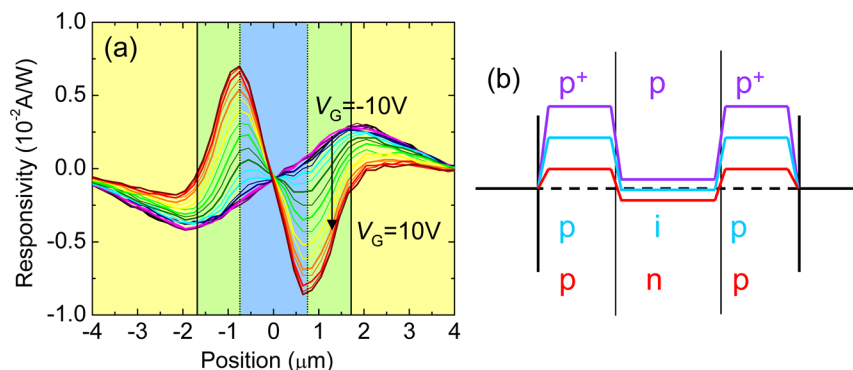 (a)
1.0
0.5
0.0
-0.5
-1.0
Responsivity (10⁻²A/W)
V_G=-10V
V_G=10V
-4 -3 -2 -1 0 1 2 3 4
Position (μm)
(b)
p⁺ p p⁺
p i p
p n p